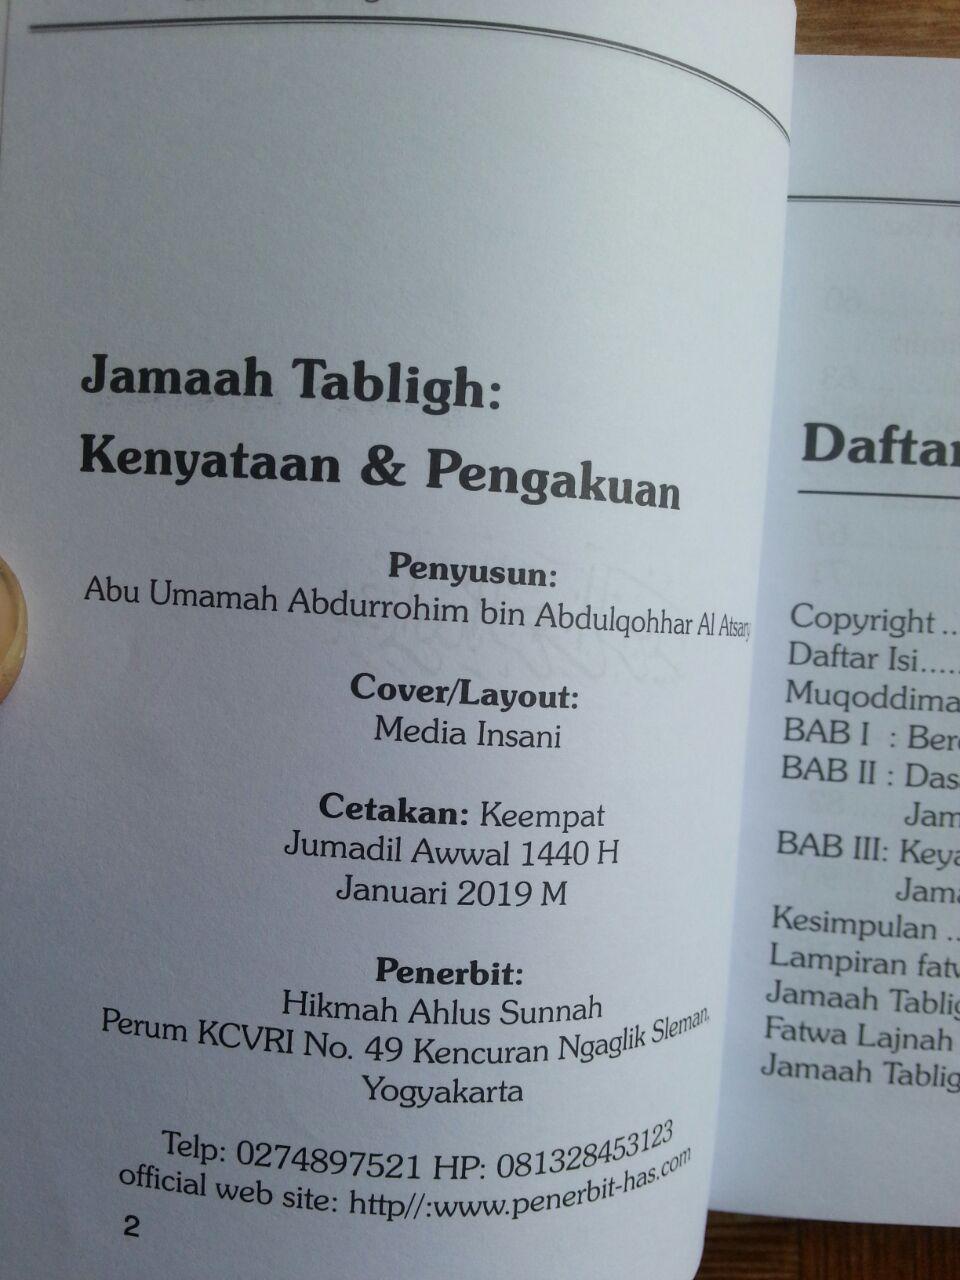 Jamaah Tabligh:
Kenyataan & Pengakuan
Penyusun:
Abu Umamah Abdurrohim bin Abdulqohhar Al Atsary
Cover/Layout:
Media Insani
Cetakan: Keempat
Jumadil Awwal 1440 H
Januari 2019 M
Penerbit:
Hikmah Ahlus Sunnah
Perum KCVRI No. 49 Kencuran Ngaglik Sleman,
Yogyakarta
Telp: 0274897521 HP: 081328453123
official web site: http//:www.penerbit-has.com
2
Daftar
Copyright ..
Daftar Isi.....
Muqoddima
BAB I : Ber
BAB II : Das
Jam
BAB III: Keya
Jama
Kesimpulan ..
Lampiran fatw
Jamaah Tablig
Fatwa Lajnah
Jamaah Tablig